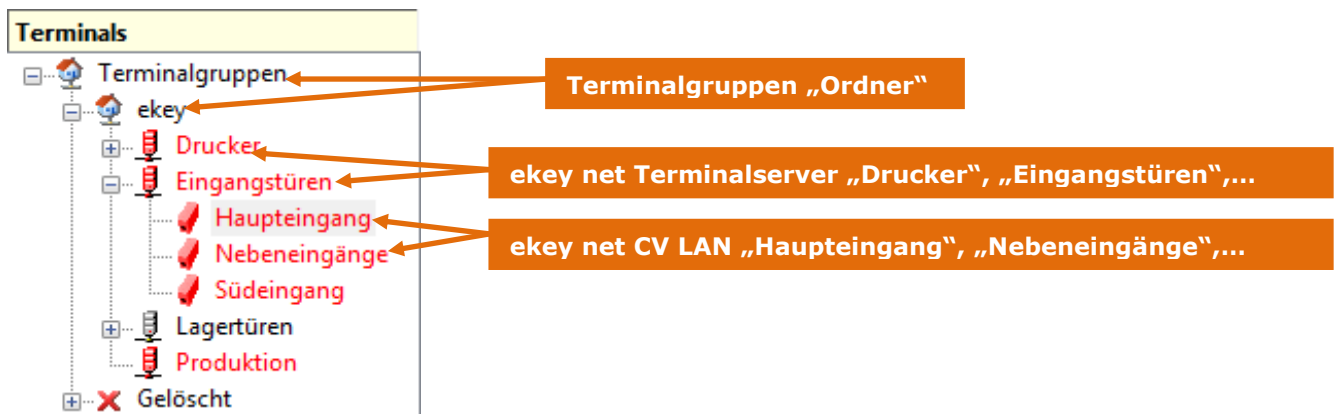 Terminals
Terminalgruppen
Terminalgruppen „Ordner“
ekey
Drucker
ekey net Terminalserver „Drucker“, „Eingangstüren“,...
Eingangstüren
Haupteingang
ekey net CV LAN „Haupteingang“, „Nebeneingänge“,...
Nebeneingänge
Südeingang
Lagertüren
Produktion
Gelöscht